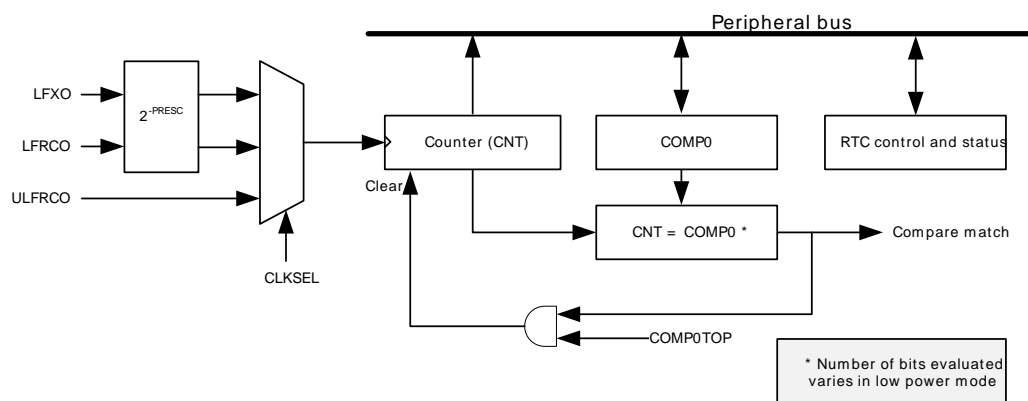 Peripheral bus
LFXO
2-PRESC
LFRCO
ULFRCO
CLKSEL
Counter (CNT)
Clear
COMP0
RTC control and status
CNT = COMP0 *
Compare match
COMP0TOP
* Number of bits evaluated
varies in low power mode